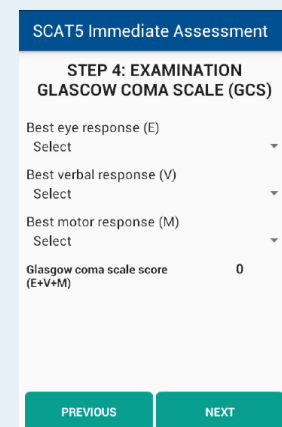 SCAT5 Immediate Assessment
STEP 4: EXAMINATION
GLASCOW COMA SCALE (GCS)
Best eye response (E)
Select
Best verbal response (V)
Select
Best motor response (M)
Select
Glasgow coma scale score 0
(E+V+M)
PREVIOUS NEXT